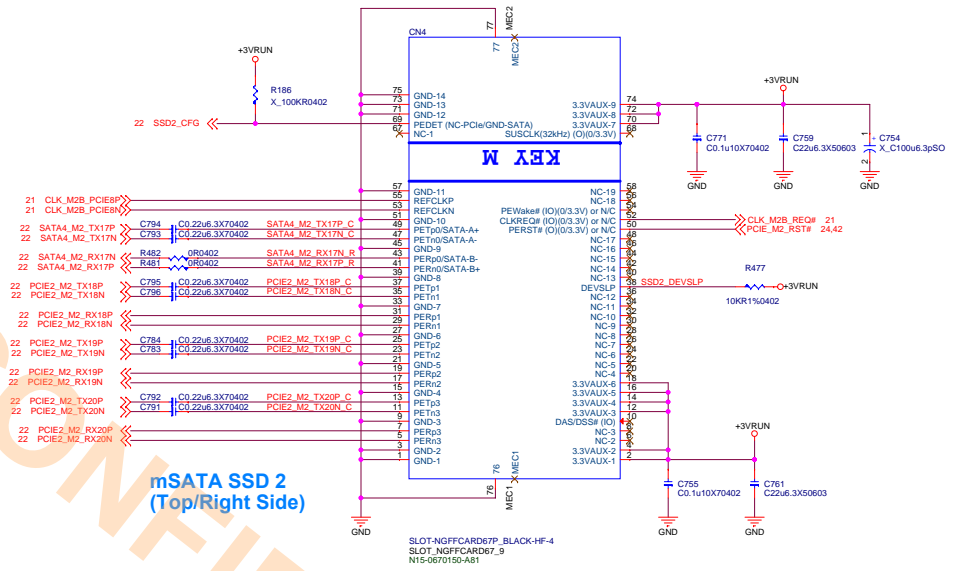 77
MEC2
CN4
77
MEC2
+3VRUN
R186
X_100KR0402
22 SSD2_CFG
75 GND-14
73 GND-13
71 GND-12
69 PEDET (NC-PCIe/GND-SATA)
67 NC-1
3.3VAUX-9 74
3.3VAUX-8 72
3.3VAUX-7 70
SUSCLK(32kHz) (O)(0/3.3V) 68
+3VRUN
C771
C0.1u10X70402
C759
C22u6.3X50603
1
+ C754
X_C100u6.3pSO
2
GND
GND
GND
KEY M
57 GND-11
21 CLK_M2B_PCIE8P 55 REFCLKP
21 CLK_M2B_PCIE8N 53 REFCLKN
51 GND-10
22 SATA4_M2_TX17P C794 C0.22u6.3X70402 SATA4_M2_TX17P_C 49 PETp0/SATA-A+
22 SATA4_M2_TX17N C793 C0.22u6.3X70402 SATA4_M2_TX17N_C 47 PETn0/SATA-A-
45 GND-9
22 SATA4_M2_RX17N R482 0R0402 SATA4_M2_RX17N_R 43 PERp0/SATA-B-
22 SATA4_M2_RX17P R481 0R0402 SATA4_M2_RX17P_R 41 PERn0/SATA-B+
39 GND-8
22 PCIE2_M2_TX18P C795 C0.22u6.3X70402 PCIE2_M2_TX18P_C 37 PETp1
22 PCIE2_M2_TX18N C796 C0.22u6.3X70402 PCIE2_M2_TX18N_C 35 PETn1
33 GND-7
22 PCIE2_M2_RX18P 31 PERp1
22 PCIE2_M2_RX18N 29 PERn1
27 GND-6
22 PCIE2_M2_TX19P C784 C0.22u6.3X70402 PCIE2_M2_TX19P_C 25 PETp2
22 PCIE2_M2_TX19N C783 C0.22u6.3X70402 PCIE2_M2_TX19N_C 23 PETn2
21 GND-5
22 PCIE2_M2_RX19P 19 PERp2
22 PCIE2_M2_RX19N 17 PERn2
15 GND-4
22 PCIE2_M2_TX20P C792 C0.22u6.3X70402 PCIE2_M2_TX20P_C 13 PETp3
22 PCIE2_M2_TX20N C791 C0.22u6.3X70402 PCIE2_M2_TX20N_C 11 PETn3
9 GND-3
22 PCIE2_M2_RX20P 7 PERp3
22 PCIE2_M2_RX20N 5 PERn3
3 GND-2
1 GND-1
NC-19 58
NC-18 56
PEWake# (IO)(0/3.3V) or N/C 54
CLKREQ# (IO)(0/3.3V) or N/C 52 CLK_M2B_REQ# 21
PERST# (O)(0/3.3V) or N/C 50 PCIE_M2_RST# 24,42
NC-17 48
NC-16 46
NC-15 44
NC-14 42
NC-13 40
DEVSLP 38 SSD2_DEVSLP R477 +3VRUN
10KR1%0402
NC-12 36
NC-11 34
NC-10 32
NC-9 30
NC-8 28
NC-7 26
NC-6 24
NC-5 22
NC-4 20
3.3VAUX-6 18
3.3VAUX-5 16
3.3VAUX-4 14
3.3VAUX-3 12
DAS/DSS# (IO) 10
NC-3 8
NC-2 6
3.3VAUX-2 4
3.3VAUX-1 2
+3VRUN
C755
C0.1u10X70402
C761
C22u6.3X50603
GND
GND
76
MEC1
76
MEC1
GND
mSATA SSD 2
(Top/Right Side)
SLOT-NGFFCARD67P_BLACK-HF-4
SLOT_NGFFCARD67_9
N15-0670150-A81